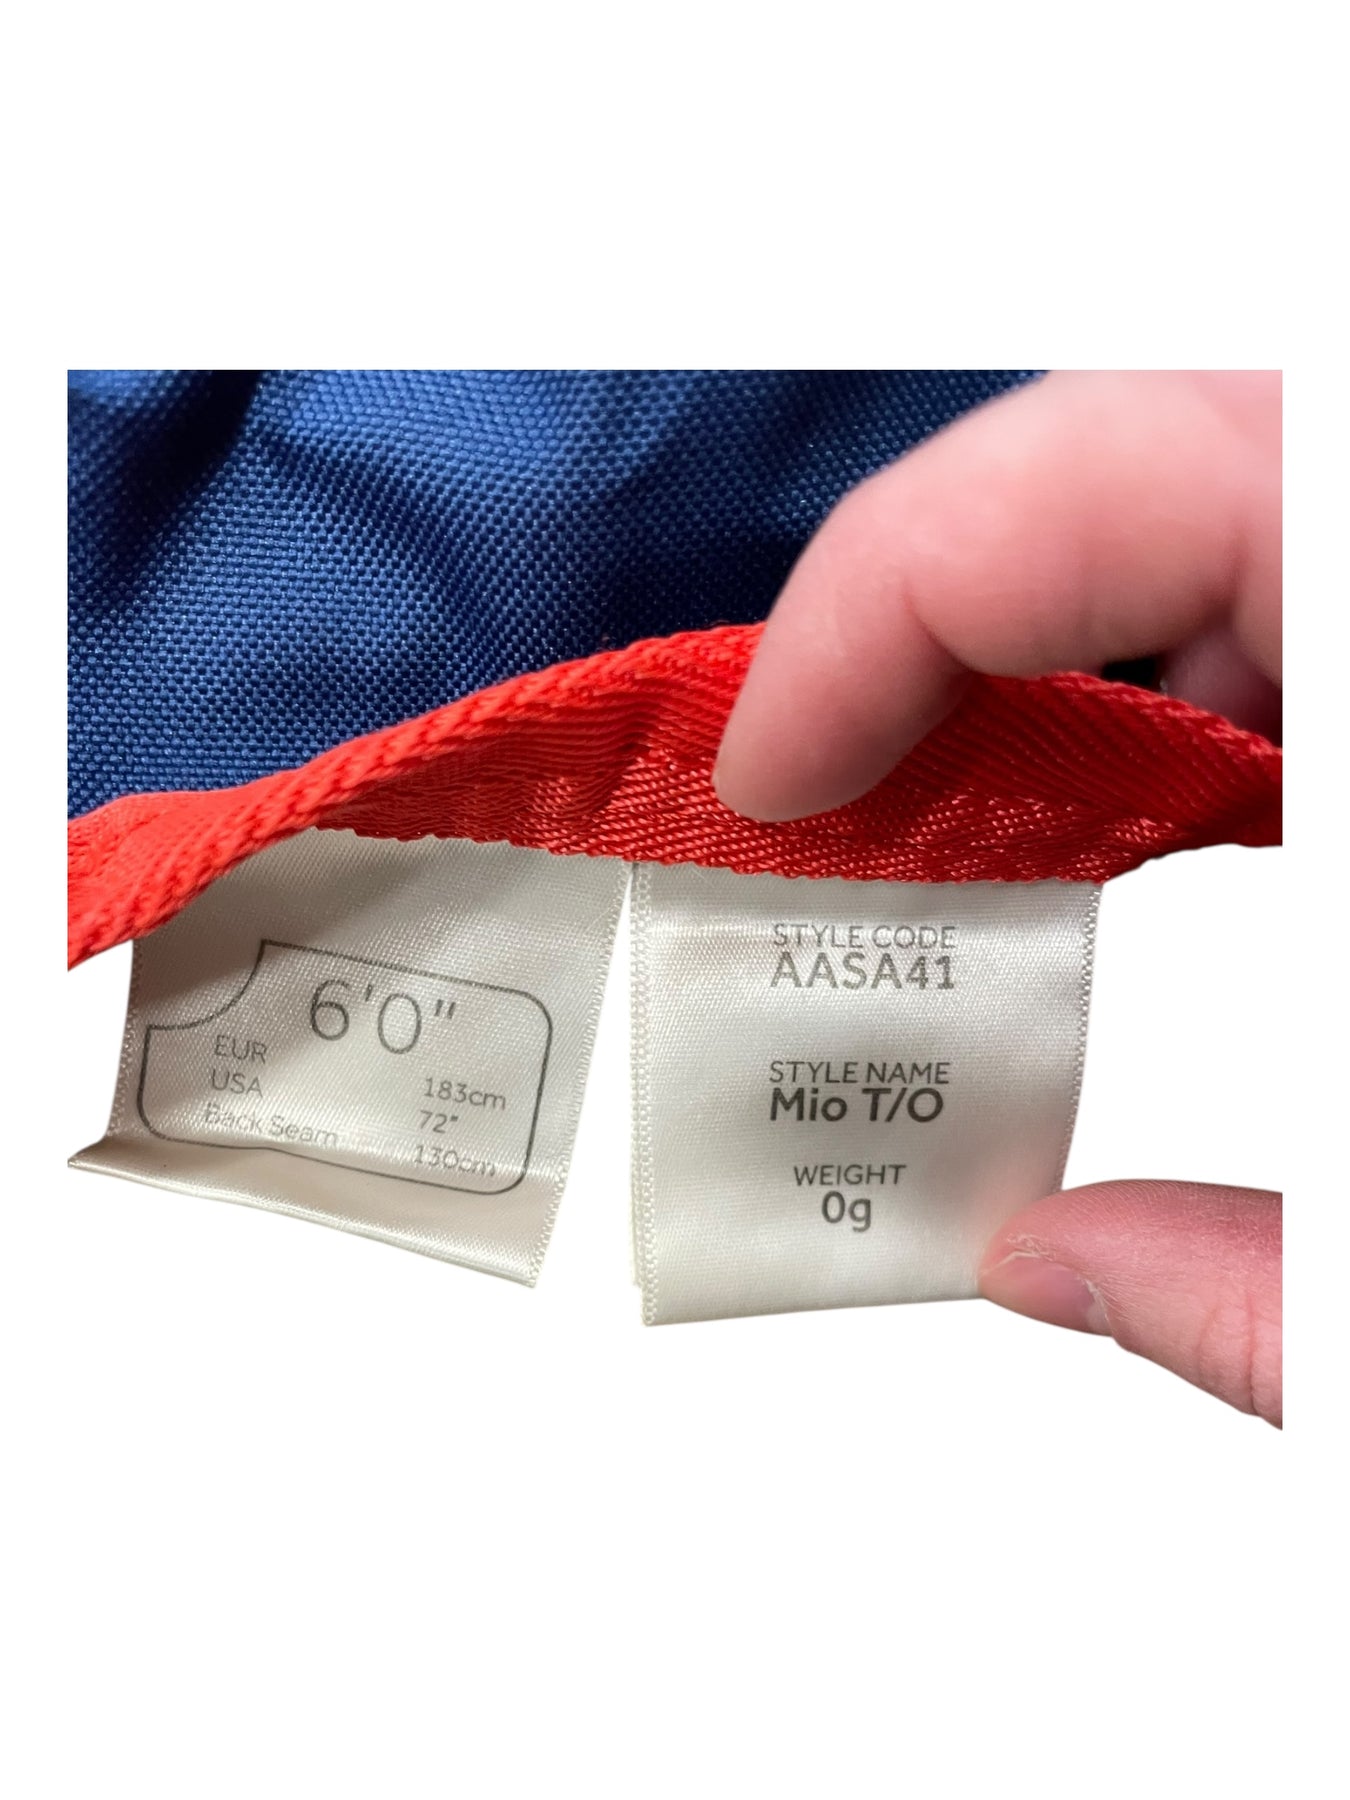 6'0"
EUR 183cm
USA 72"
Back Seam 130cm
STYLE CODE
AASA41
STYLE NAME
Mio T/O
WEIGHT
0g